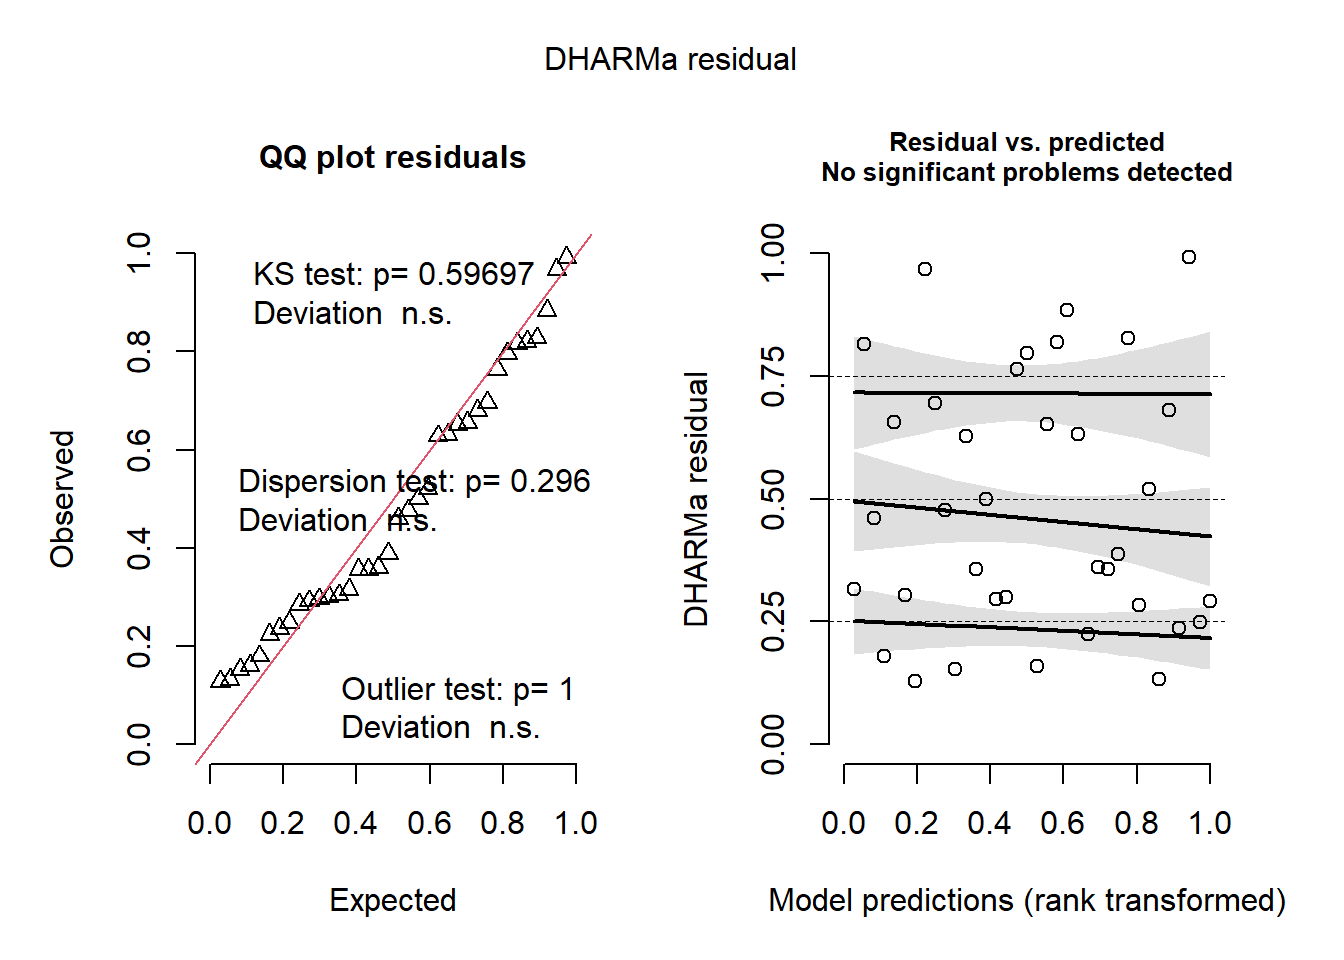 DHARMa residual
QQ plot residuals
Observed
1.0
0.8
0.6
0.4
0.2
0.0
KS test: p= 0.59697
Deviation  n.s.
Dispersion test: p= 0.296
Deviation  n.s.
Outlier test: p= 1
Deviation  n.s.
0.0 0.2 0.4 0.6 0.8 1.0
Expected
Residual vs. predicted
No significant problems detected
DHARMa residual
1.00
0.75
0.50
0.25
0.00
0.0 0.2 0.4 0.6 0.8 1.0
Model predictions (rank transformed)